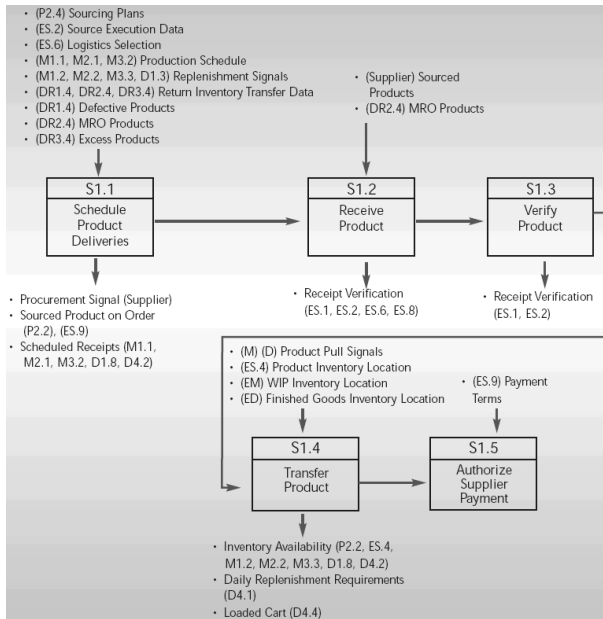 • (P2.4) Sourcing Plans
• (ES.2) Source Execution Data
• (ES.6) Logistics Selection
• (M1.1, M2.1, M3.2) Production Schedule
• (M1.2, M2.2, M3.3, D1.3) Replenishment Signals
• (DR1.4, DR2.4, DR3.4) Return Inventory Transfer Data
• (DR1.4) Defective Products
• (DR2.4) MRO Products
• (DR3.4) Excess Products
• (Supplier) Sourced
Products
• (DR2.4) MRO Products
S1.1
Schedule
Product
Deliveries
S1.2
Receive
Product
S1.3
Verify
Product
• Procurement Signal (Supplier)
• Sourced Product on Order
(P2.2), (ES.9)
• Scheduled Receipts (M1.1,
M2.1, M3.2, D1.8, D4.2)
• Receipt Verification
(ES.1, ES.2, ES.6, ES.8)
• Receipt Verification
(ES.1, ES.2)
• (M) (D) Product Pull Signals
• (ES.4) Product Inventory Location
• (EM) WIP Inventory Location
• (ED) Finished Goods Inventory Location
• (ES.9) Payment
Terms
S1.4
Transfer
Product
S1.5
Authorize
Supplier
Payment
• Inventory Availability (P2.2, ES.4,
M1.2, M2.2, M3.3, D1.8, D4.2)
• Daily Replenishment Requirements
(D4.1)
• Loaded Cart (D4.4)